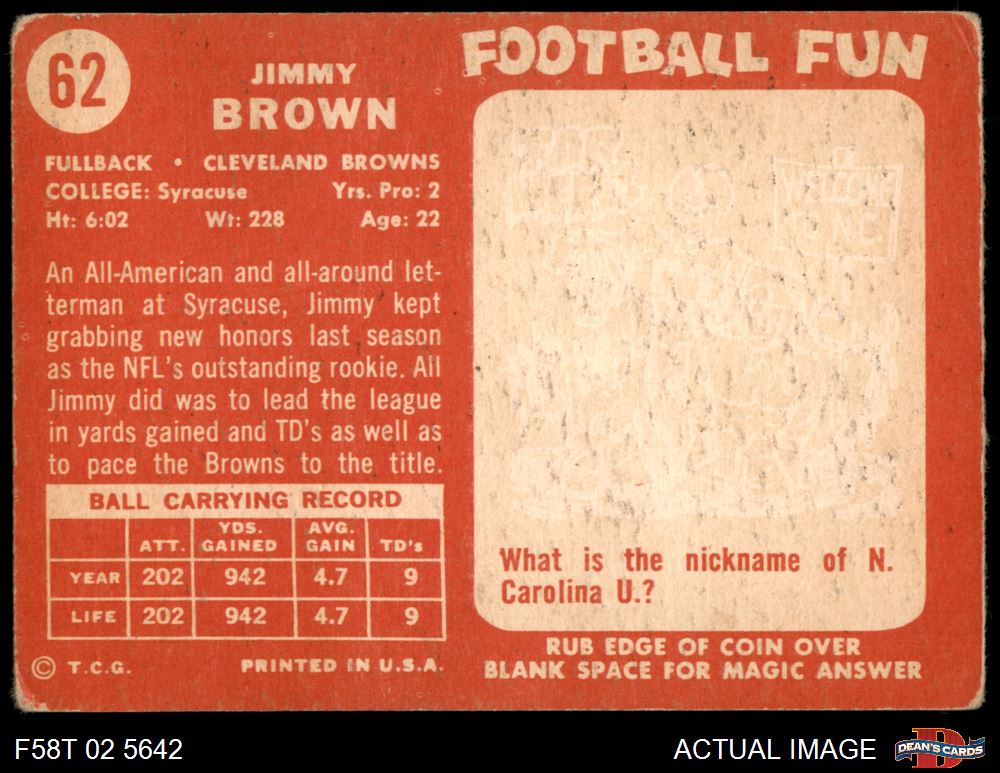 62
JIMMY
BROWN
FULLBACK • CLEVELAND BROWNS
COLLEGE: Syracuse Yrs. Pro: 2
Ht: 6:02 Wt: 228 Age: 22
An All-American and all-around let-
terman at Syracuse, Jimmy kept
grabbing new honors last season
as the NFL's outstanding rookie. All
Jimmy did was to lead the league
in yards gained and TD's as well as
to pace the Browns to the title.
BALL CARRYING RECORD
ATT. YDS. GAINED AVG. GAIN TD's
YEAR 202 942 4.7 9
LIFE 202 942 4.7 9
© T.C.G. PRINTED IN U.S.A.
FOOTBALL FUN
WELCOME
N.C.
What is the nickname of N.
Carolina U.?
RUB EDGE OF COIN OVER
BLANK SPACE FOR MAGIC ANSWER
F58T 02 5642
ACTUAL IMAGE
D
DEAN'S CARDS